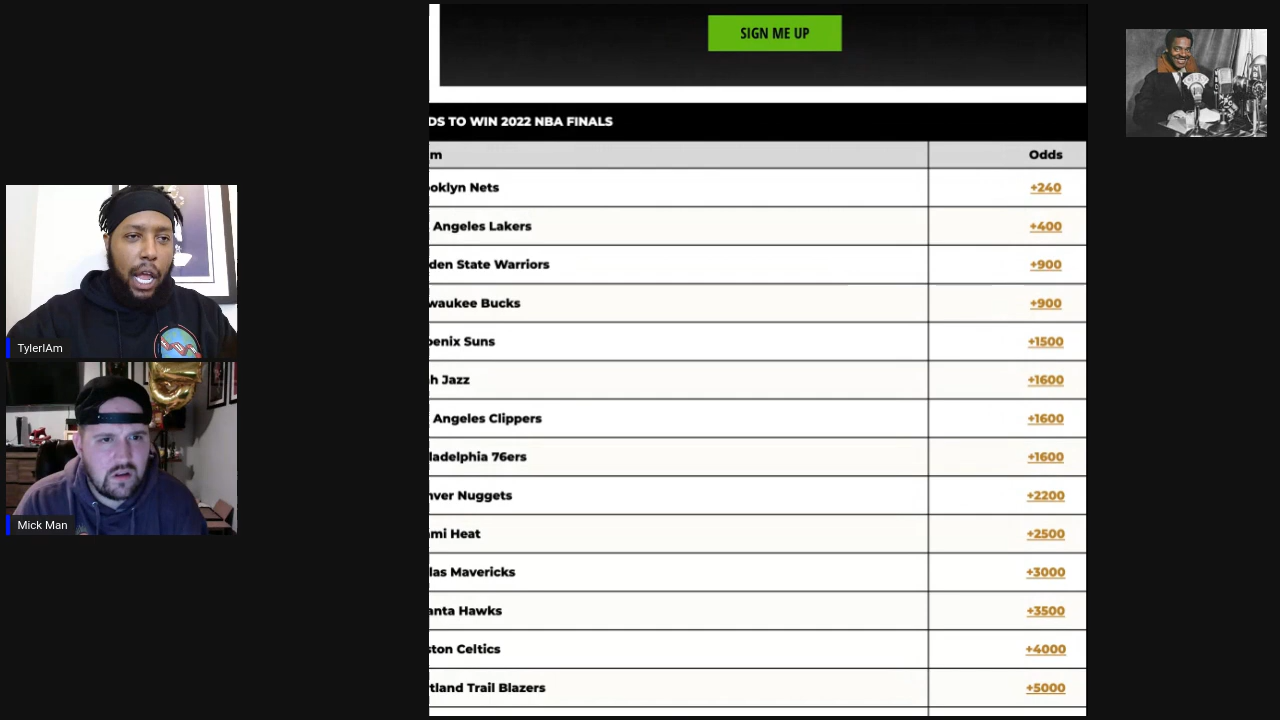 SIGN ME UP
DS TO WIN 2022 NBA FINALS
m Odds
oklyn Nets +240
Angeles Lakers +400
den State Warriors +900
waukee Bucks +900
enix Suns +1500
h Jazz +1600
Angeles Clippers +1600
ladelphia 76ers +1600
nver Nuggets +2200
mi Heat +2500
las Mavericks +3000
anta Hawks +3500
ston Celtics +4000
rtland Trail Blazers +5000
TylerIAm
Mick Man